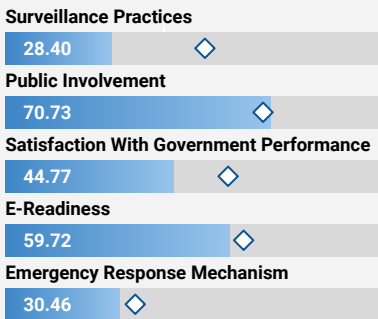 Surveillance Practices
28.40
Public Involvement
70.73
Satisfaction With Government Performance
44.77
E-Readiness
59.72
Emergency Response Mechanism
30.46